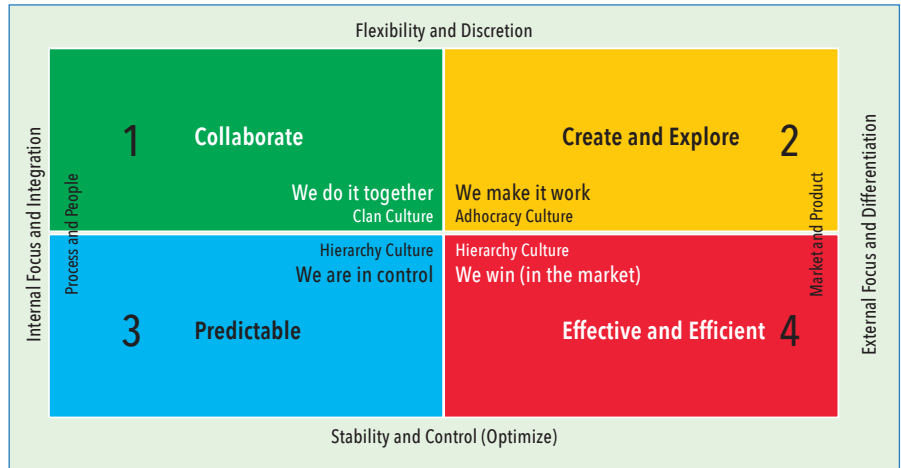 Flexibility and Discretion
Internal Focus and Integration
Process and People
1
Collaborate
We do it together
Clan Culture
Create and Explore
2
We make it work
Adhocracy Culture
Hierarchy Culture
We are in control
3
Predictable
Hierarchy Culture
We win (in the market)
Effective and Efficient
4
Market and Product
External Focus and Differentiation
Stability and Control (Optimize)